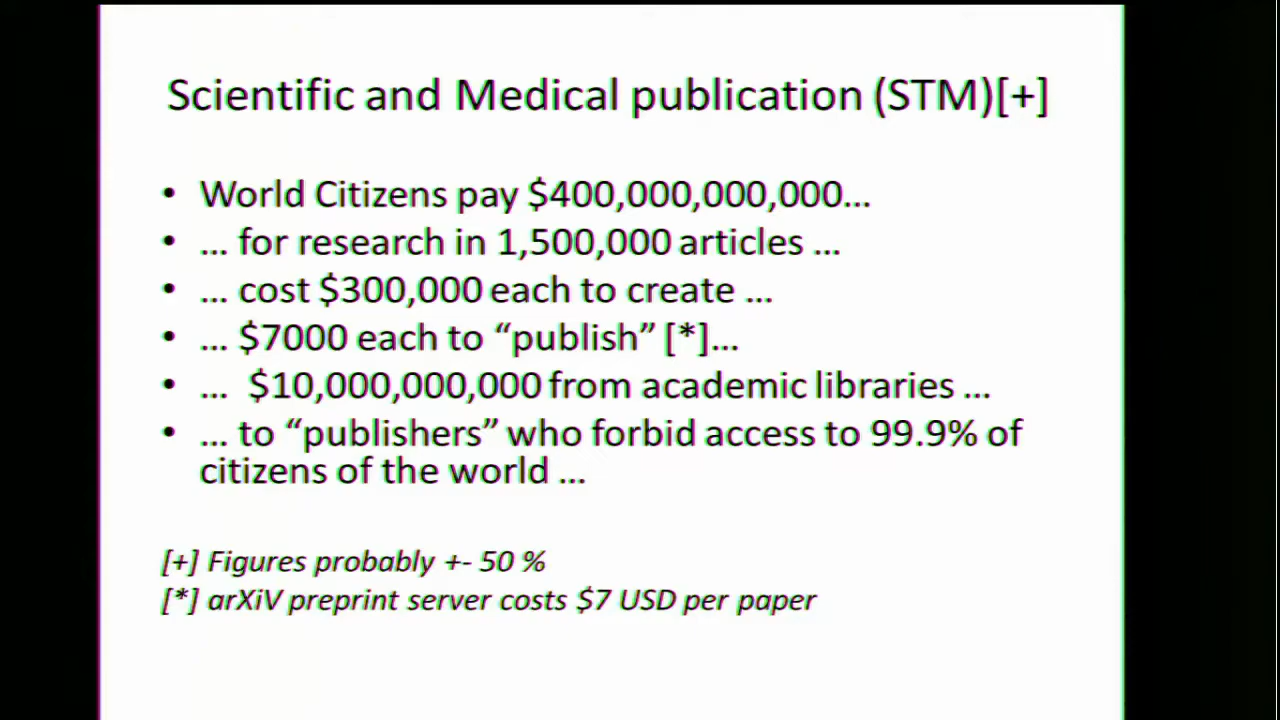 Scientific and Medical publication (STM)[+]
• World Citizens pay $400,000,000,000…
• … for research in 1,500,000 articles …
• … cost $300,000 each to create …
• … $7000 each to “publish” [*]…
• …  $10,000,000,000 from academic libraries …
• … to “publishers” who forbid access to 99.9% of
citizens of the world …
[+] Figures probably +- 50 %
[*] arXiV preprint server costs $7 USD per paper